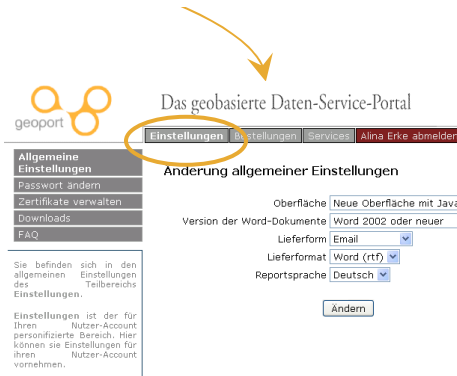 geoport
Das geobasierte Daten-Service-Portal
Einstellungen Bestellungen Services Alina Erke abmelden
Allgemeine
Einstellungen
Passwort ändern
Zertifikate verwalten
Downloads
FAQ
Sie befinden sich in den
allgemeinen Einstellungen
des Teilbereichs
Einstellungen.
Einstellungen ist der für
Ihren Nutzer-Account
personifizierte Bereich. Hier
können sie Einstellungen für
ihren Nutzer-Account
vornehmen.
Änderung allgemeiner Einstellungen
Oberfläche Neue Oberfläche mit Java
Version der Word-Dokumente Word 2002 oder neuer
Lieferform Email
Lieferformat Word (rtf)
Reportsprache Deutsch
Ändern